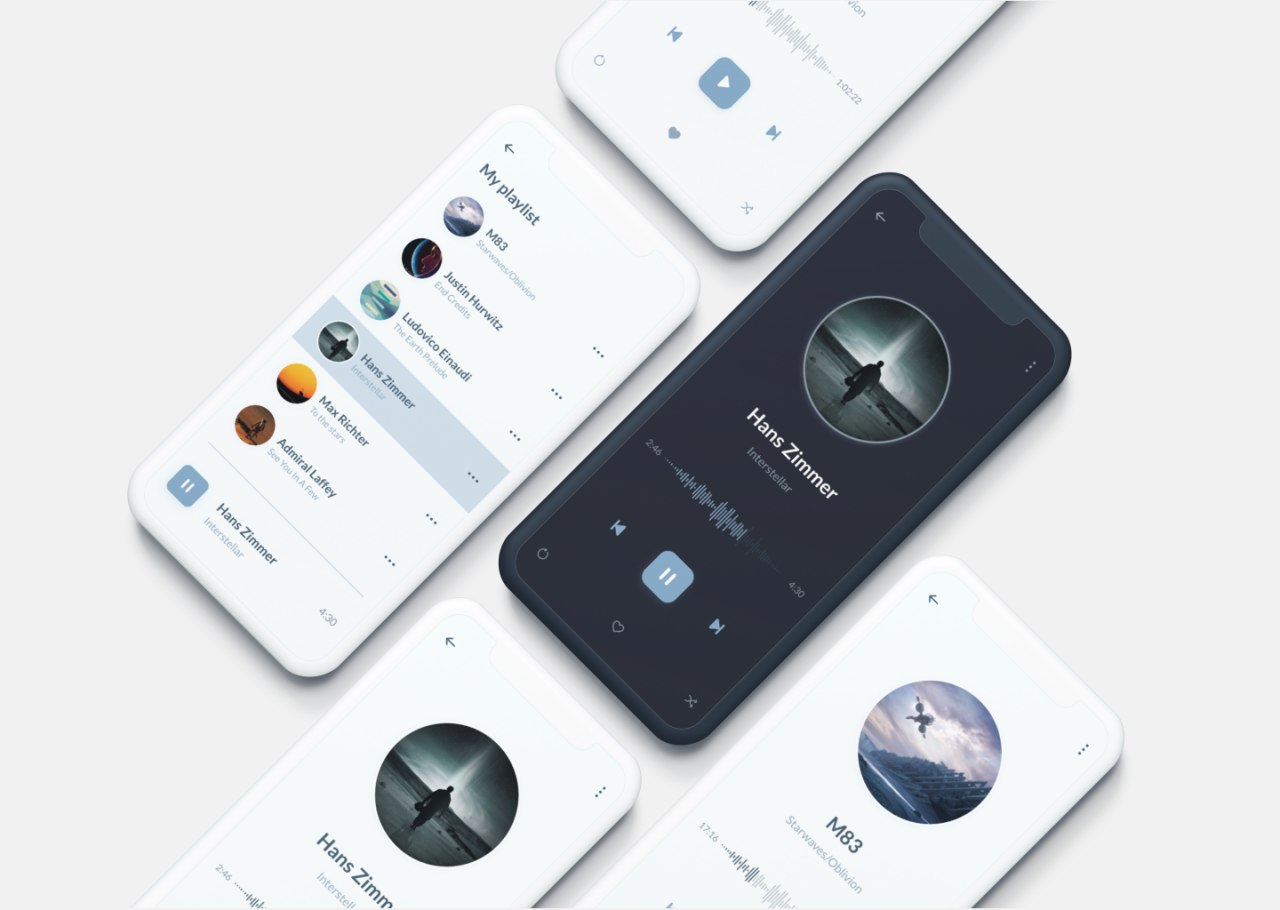 vion
1:02:22
My playlist
M83
Starwaves/Oblivion
Justin Hurwitz
End Credits
Ludovico Einaudi
The Earth Prelude
Hans Zimmer
Interstellar
Max Richter
To the stars
Admiral Laffey
See You In A Few
Hans Zimmer
Interstellar
4:30
Hans Zimmer
Interstellar
2:46
4:30
Hans Zimm
Interstell
2:46
M83
Starwaves/Oblivion
17:16